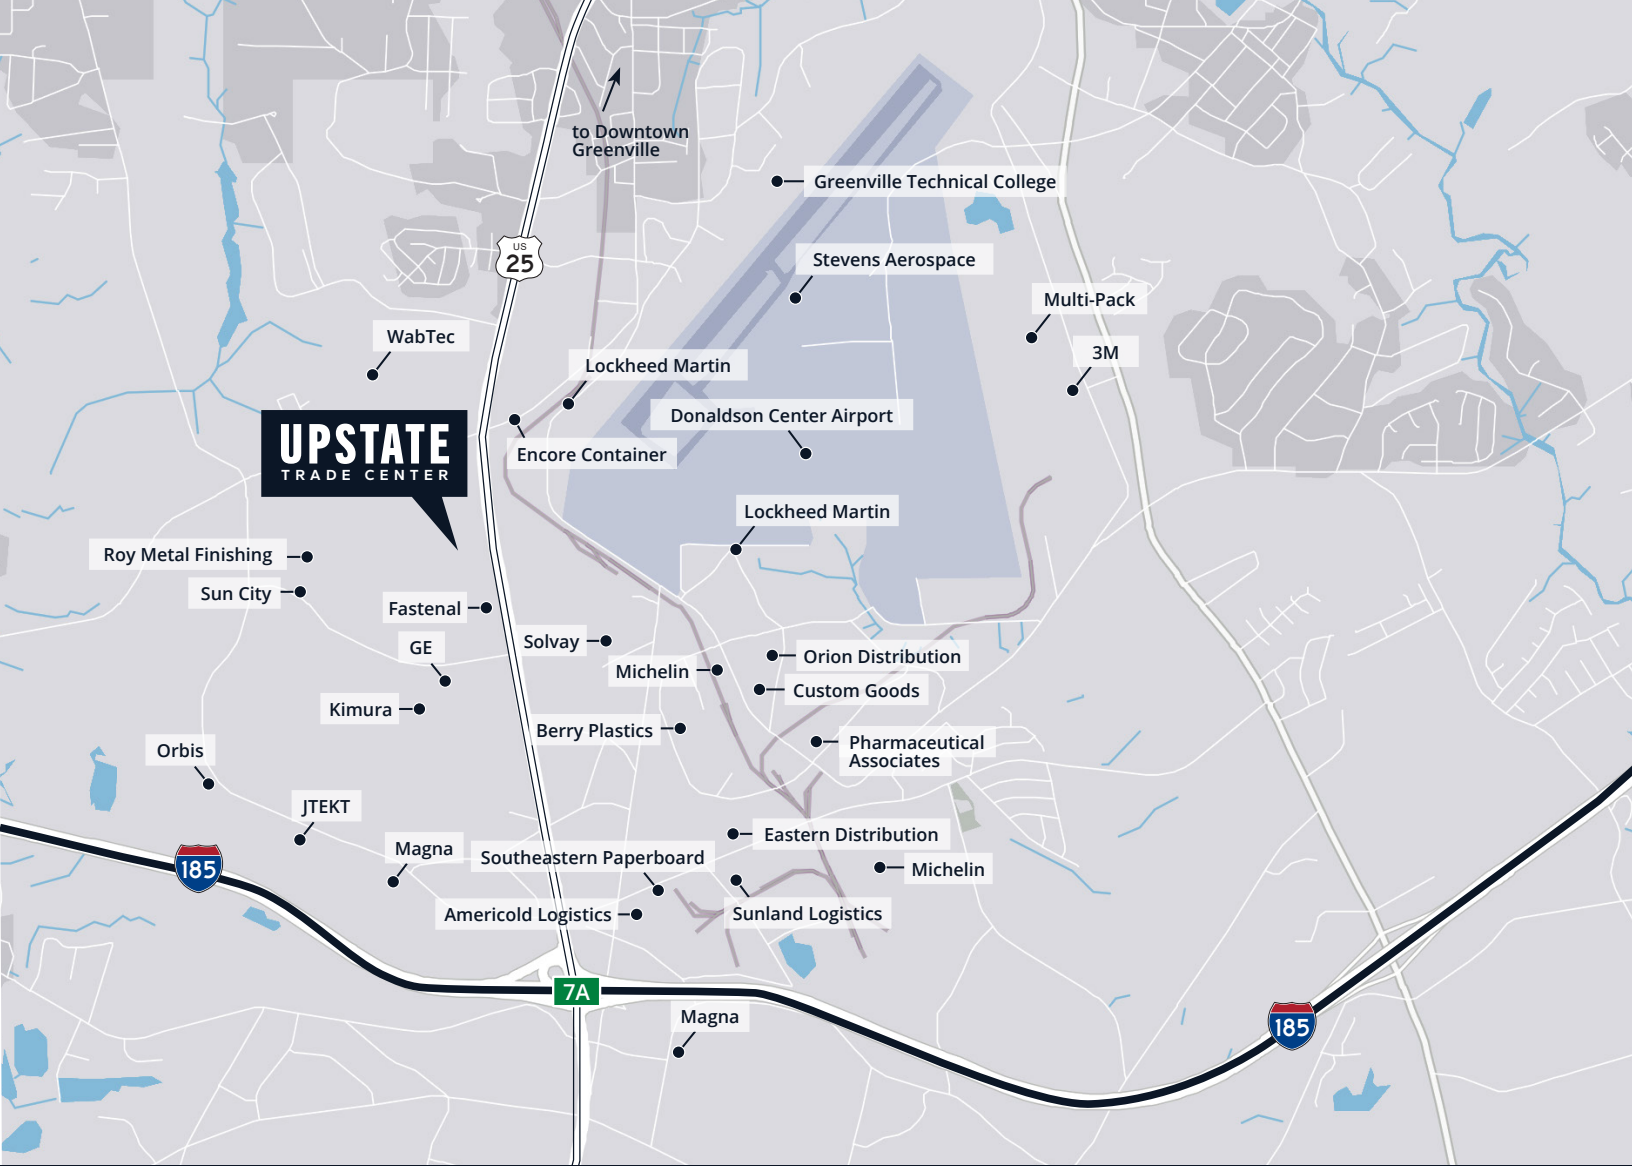 to Downtown
Greenville
Greenville Technical College
US
25
Stevens Aerospace
Multi-Pack
WabTec
3M
Lockheed Martin
Donaldson Center Airport
UPSTATE
TRADE CENTER
Encore Container
Lockheed Martin
Roy Metal Finishing
Sun City
Fastenal
Solvay
GE
Orion Distribution
Michelin
Custom Goods
Kimura
Berry Plastics
Pharmaceutical
Associates
Orbis
JTEKT
Eastern Distribution
Magna
Southeastern Paperboard
185
Michelin
Americold Logistics
Sunland Logistics
7A
Magna
185